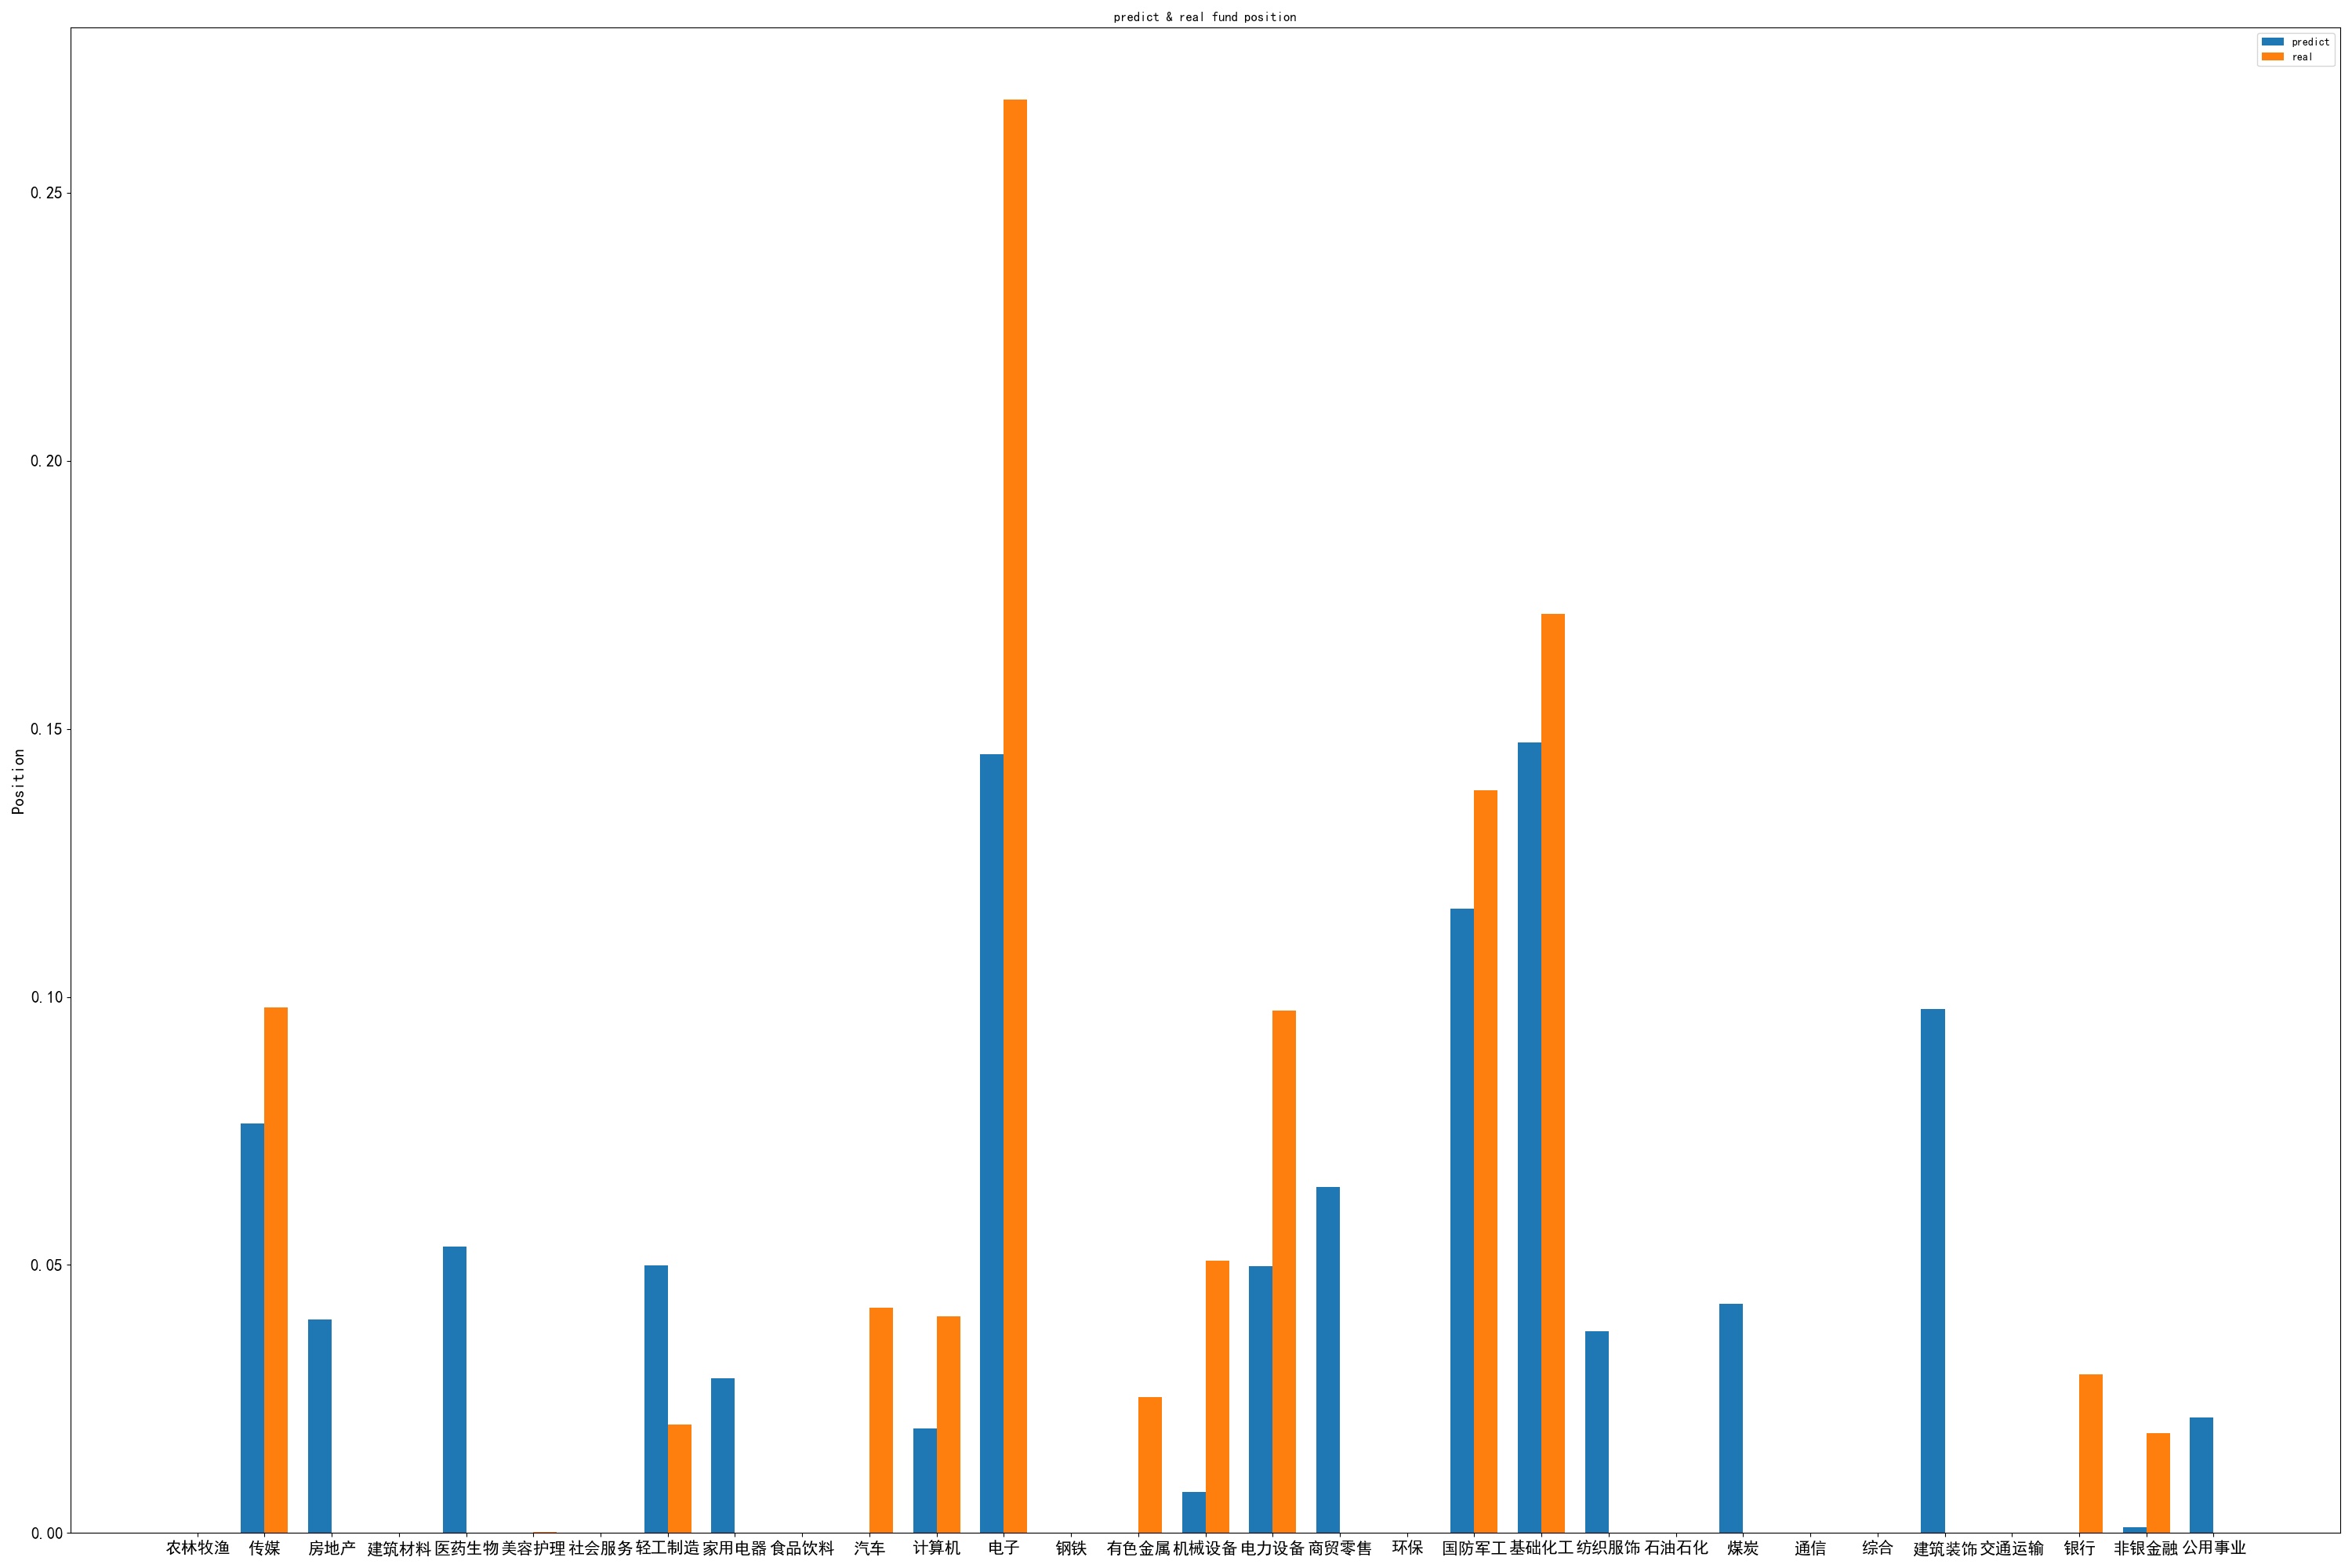 predict & real fund position
predict
real
Position
0.25
0.20
0.15
0.10
0.05
0.00
农林牧渔 传媒 房地产 建筑材料 医药生物 美容护理 社会服务 轻工制造 家用电器 食品饮料 汽车 计算机 电子 钢铁 有色金属 机械设备 电力设备 商贸零售 环保 国防军工 基础化工 纺织服饰 石油石化 煤炭 通信 综合 建筑装饰 交通运输 银行 非银金融 公用事业